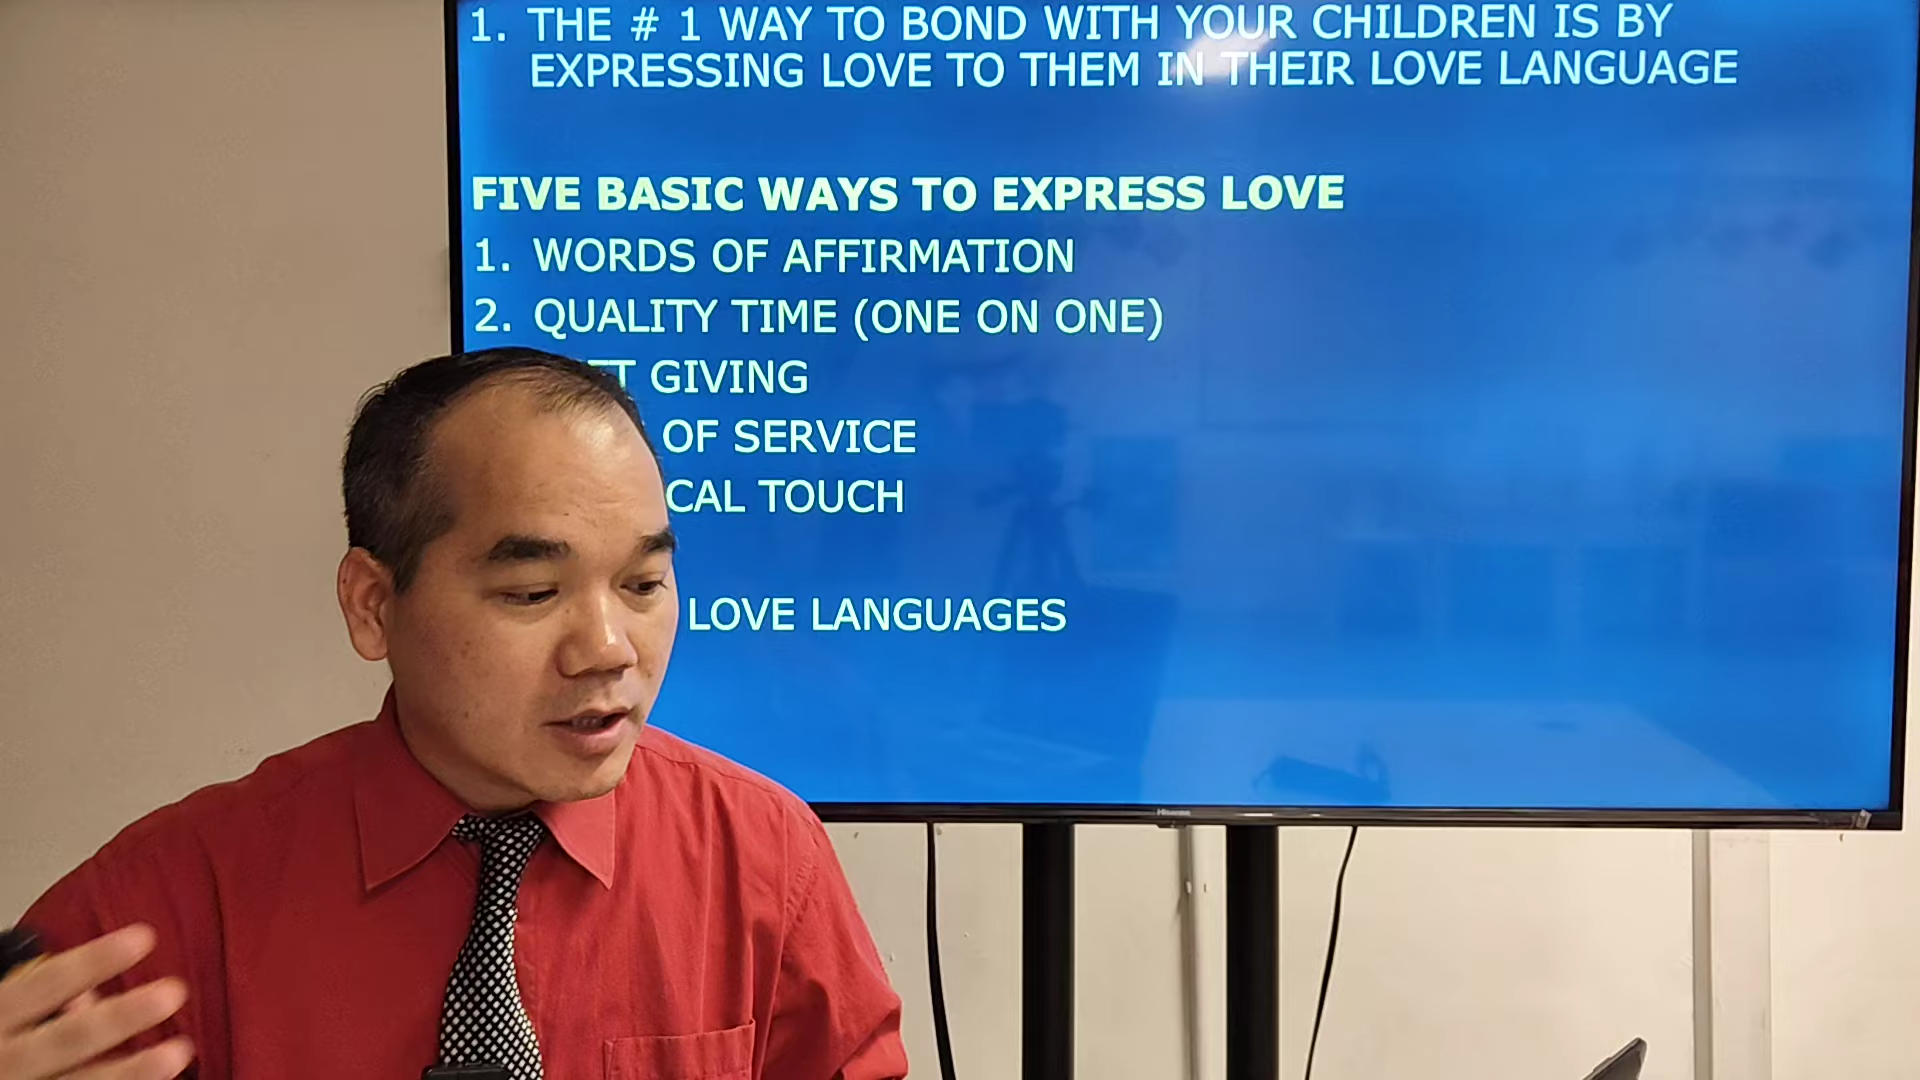 1. THE # 1 WAY TO BOND WITH YOUR CHILDREN IS BY
EXPRESSING LOVE TO THEM IN THEIR LOVE LANGUAGE
FIVE BASIC WAYS TO EXPRESS LOVE
1. WORDS OF AFFIRMATION
2. QUALITY TIME (ONE ON ONE)
GIVING
OF SERVICE
TOUCH
LOVE LANGUAGES
Hisense